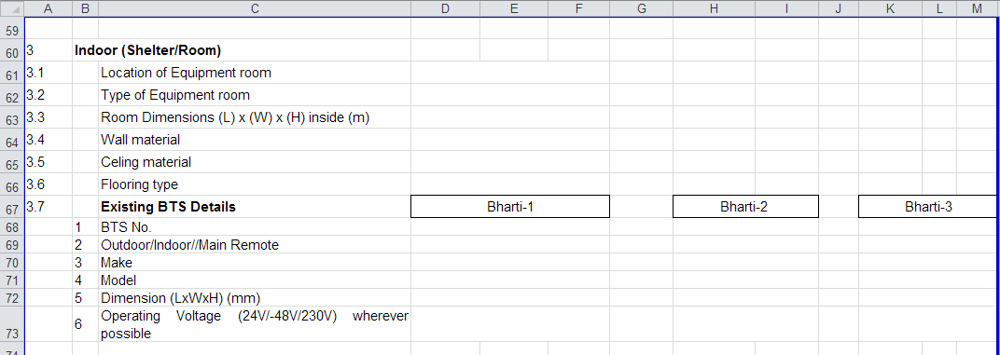 A B C D E F G H I J K L M
59
60 3 Indoor (Shelter/Room)
61 3.1 Location of Equipment room
62 3.2 Type of Equipment room
63 3.3 Room Dimensions (L) x (W) x (H) inside (m)
64 3.4 Wall material
65 3.5 Celing material
66 3.6 Flooring type
67 3.7 Existing BTS Details Bharti-1 Bharti-2 Bharti-3
68 1 BTS No.
69 2 Outdoor/Indoor//Main Remote
70 3 Make
71 4 Model
72 5 Dimension (LxWxH) (mm)
73 6 Operating Voltage (24V/-48V/230V) wherever
possible
74